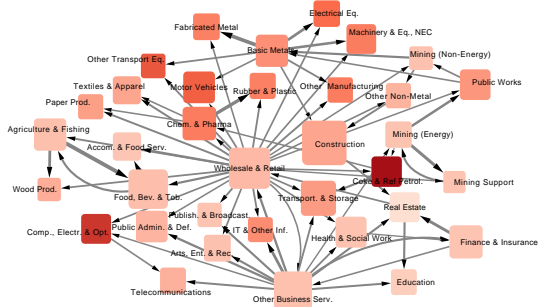 Electrical Eq.
Fabricated Metal
Machinery & Eq., NEC
Basic Metals
Mining (Non-Energy)
Other Transport Eq.
Textiles & Apparel
Motor Vehicles
Rubber & Plastic
Other Manufacturing
Public Works
Other Non-Metal
Paper Prod.
Chem. & Pharma
Agriculture & Fishing
Mining (Energy)
Accom. & Food Serv.
Construction
Wholesale & Retail
Coke & Ref Petrol.
Mining Support
Wood Prod.
Food, Bev. & Tob.
Transport. & Storage
Real Estate
Publish. & Broadcast.
Comp., Electr. & Opt.
Public Admin. & Def.
IT & Other Inf.
Health & Social Work
Finance & Insurance
Arts, Ent. & Rec.
Telecommunications
Other Business Serv.
Education